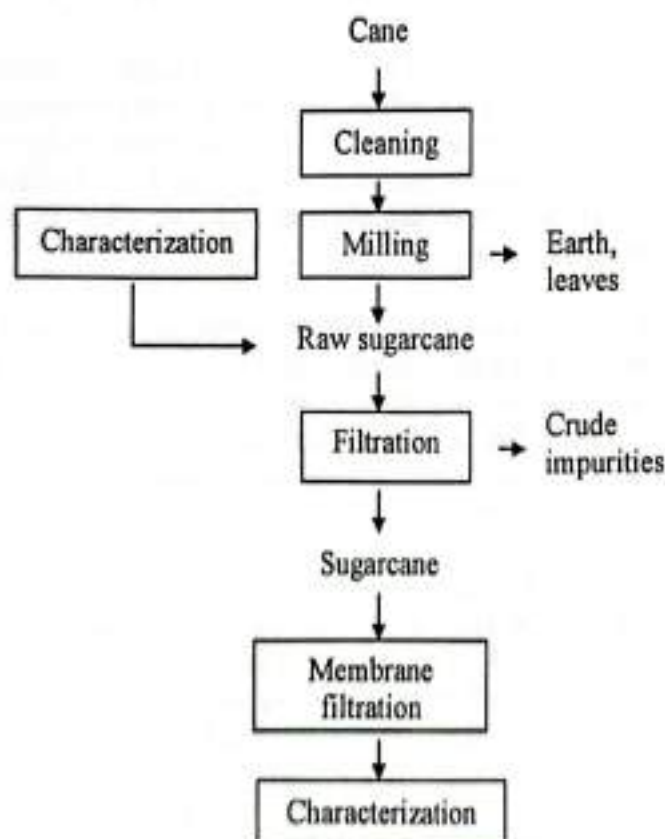 Cane
Cleaning
Characterization
Milling
Earth,
leaves
Raw sugarcane
Filtration
Crude
impurities
Sugarcane
Membrane
filtration
Characterization